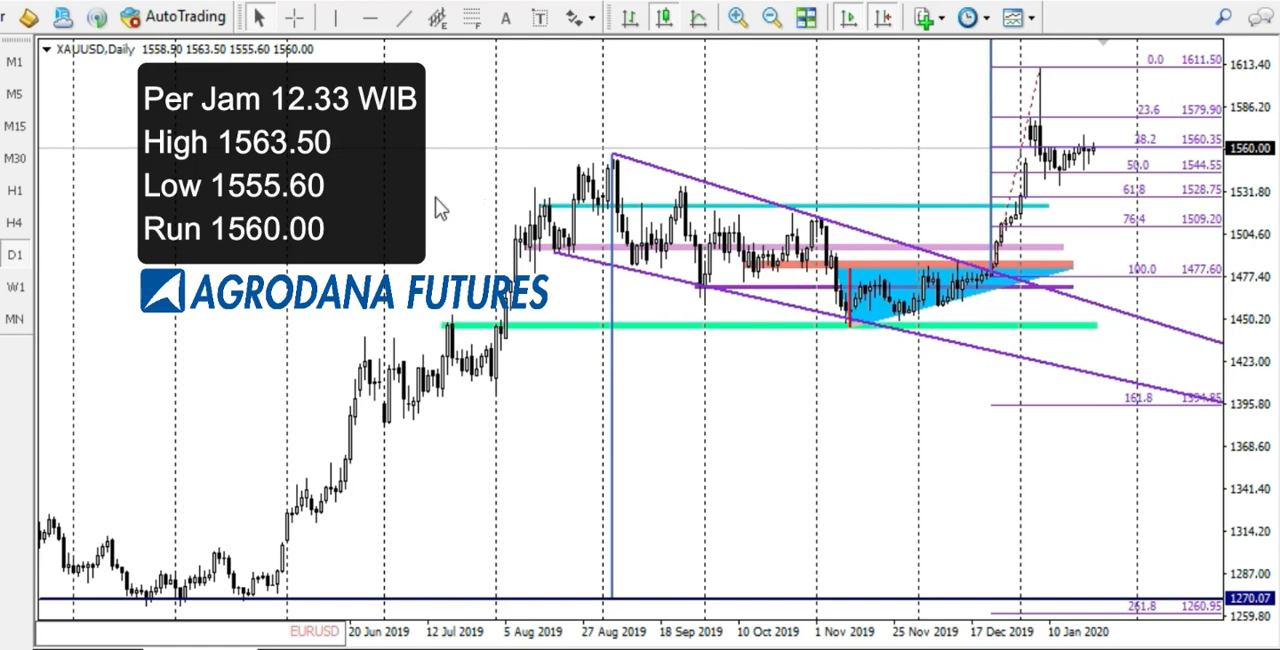 r AutoTrading
E F A T
XAUUSD,Daily 1558.90 1563.50 1555.60 1560.00
M1
M5
M15
M30
H1
H4
D1
W1
MN
Per Jam 12.33 WIB
High 1563.50
Low 1555.60
Run 1560.00
AGRODANA FUTURES
0.0 1611.50
23.6 1579.90
38.2 1560.35
50.0 1544.55
61.8 1528.75
76.4 1509.20
100.0 1477.60
161.8 1394.85
261.8 1260.95
1613.40
1586.20
1560.00
1531.80
1504.60
1477.40
1450.20
1423.00
1395.80
1368.60
1341.40
1314.20
1287.00
1270.07
1259.80
EURUSD
20 Jun 2019 12 Jul 2019 5 Aug 2019 27 Aug 2019 18 Sep 2019 10 Oct 2019 1 Nov 2019 25 Nov 2019 17 Dec 2019 10 Jan 2020